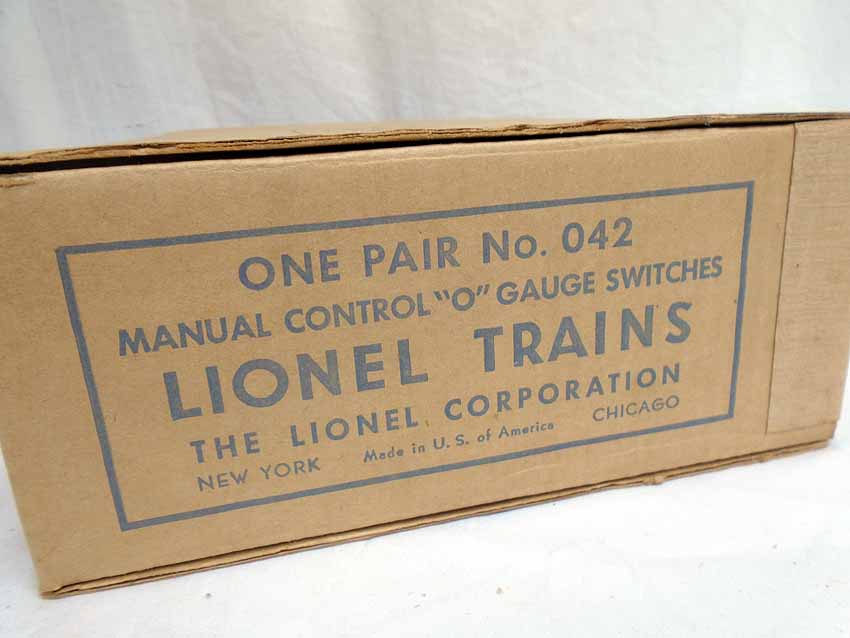 ONE PAIR No. 042
MANUAL CONTROL "O" GAUGE SWITCHES
LIONEL TRAINS
THE LIONEL CORPORATION
NEW YORK Made in U. S. of America CHICAGO